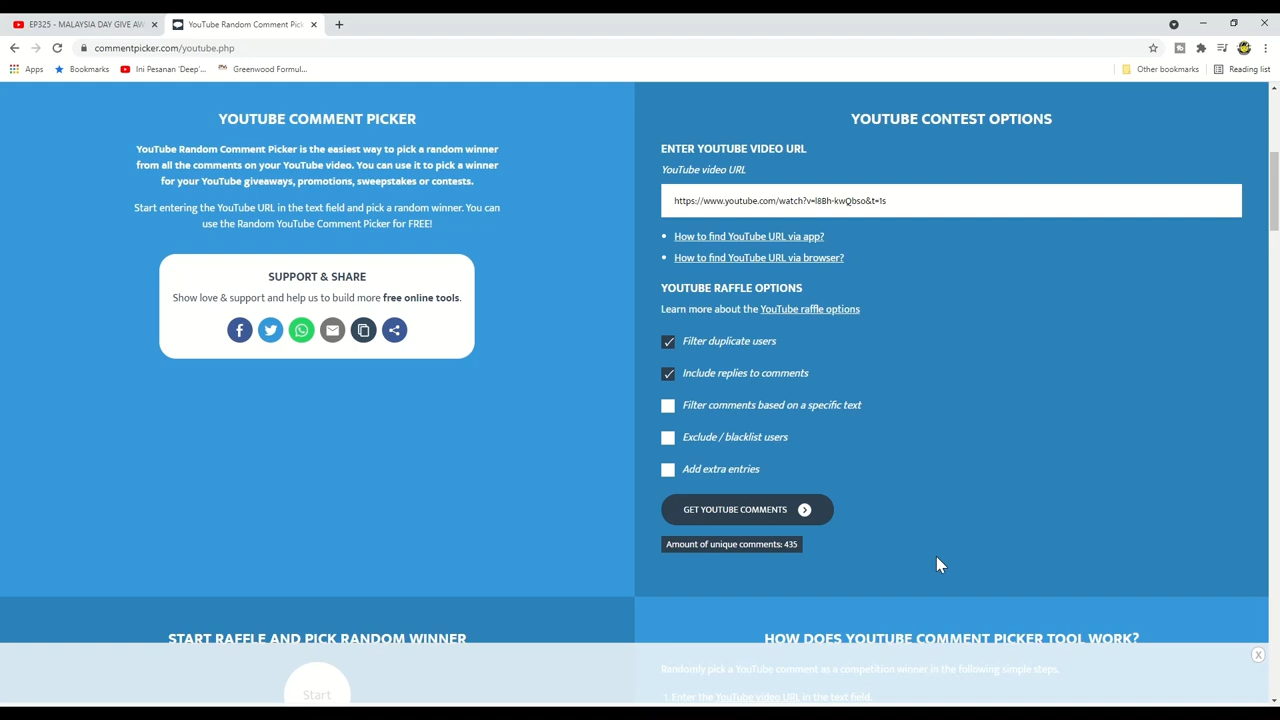 EP325 - MALAYSIA DAY GIVE AW
YouTube Random Comment Pick
commentpicker.com/youtube.php
Apps
Bookmarks
Ini Pesanan 'Deep'...
Greenwood Formul...
Other bookmarks
Reading list
YOUTUBE COMMENT PICKER
YouTube Random Comment Picker is the easiest way to pick a random winner
from all the comments on your YouTube video. You can use it to pick a winner
for your YouTube giveaways, promotions, sweepstakes or contests.
Start entering the YouTube URL in the text field and pick a random winner. You can
use the Random YouTube Comment Picker for FREE!
SUPPORT & SHARE
Show love & support and help us to build more free online tools.
YOUTUBE CONTEST OPTIONS
ENTER YOUTUBE VIDEO URL
YouTube video URL
https://www.youtube.com/watch?v=l8Bh-kwQbso&t=1s
How to find YouTube URL via app?
How to find YouTube URL via browser?
YOUTUBE RAFFLE OPTIONS
Learn more about the YouTube raffle options
Filter duplicate users
Include replies to comments
Filter comments based on a specific text
Exclude / blacklist users
Add extra entries
GET YOUTUBE COMMENTS
Amount of unique comments: 435
START RAFFLE AND PICK RANDOM WINNER
Start
HOW DOES YOUTUBE COMMENT PICKER TOOL WORK?
Randomly pick a YouTube comment as a competition winner in the following simple steps.
1. Enter the YouTube video URL in the text field.
X